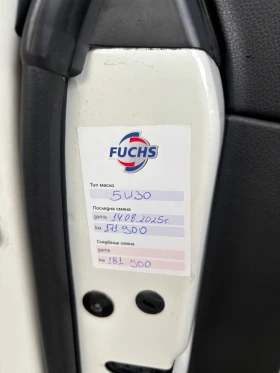 FUCHS
Тип масло
5W30
Последна смяна
дата 14.08.2025г
км 171 900
Следваща смяна
дата
км 181 900